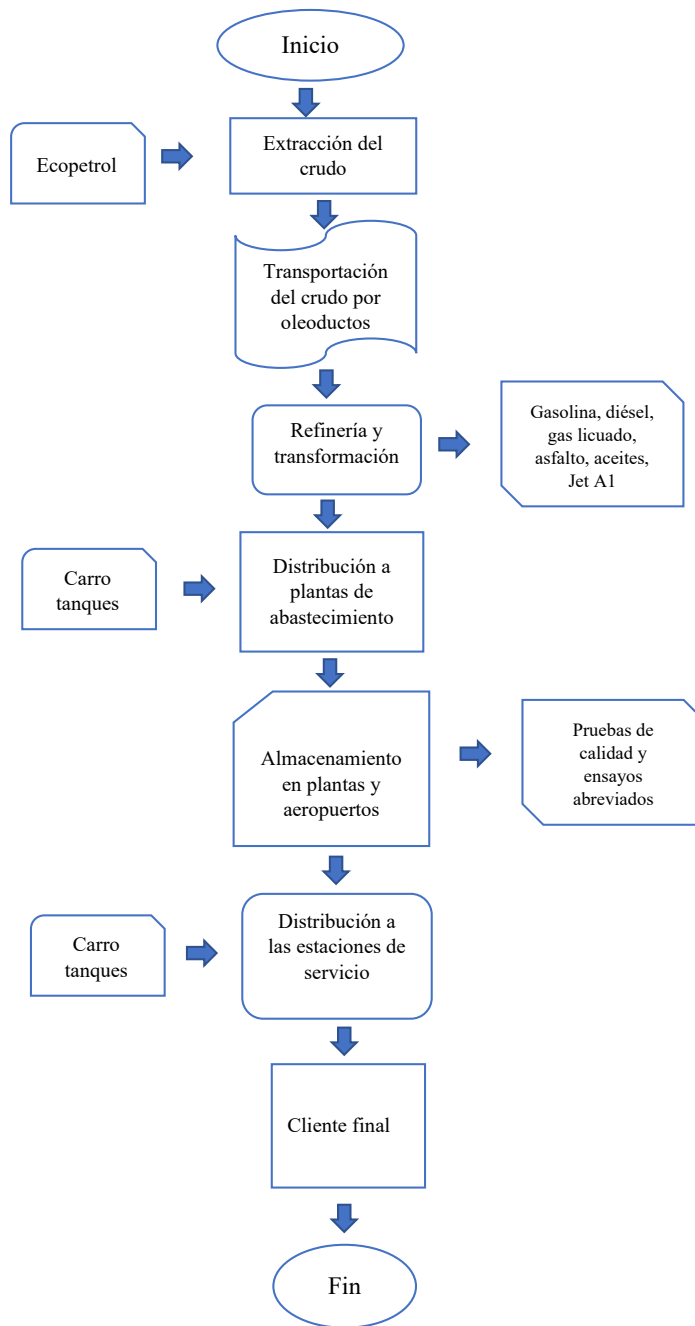 Inicio
Ecopetrol
Extracción del
crudo
Transportación
del crudo por
oleoductos
Refinería y
transformación
Gasolina, diésel,
gas licuado,
asfalto, aceites,
Jet A1
Carro
tanques
Distribución a
plantas de
abastecimiento
Almacenamiento
en plantas y
aeropuertos
Pruebas de
calidad y
ensayos
abreviados
Carro
tanques
Distribución a
las estaciones de
servicio
Cliente final
Fin